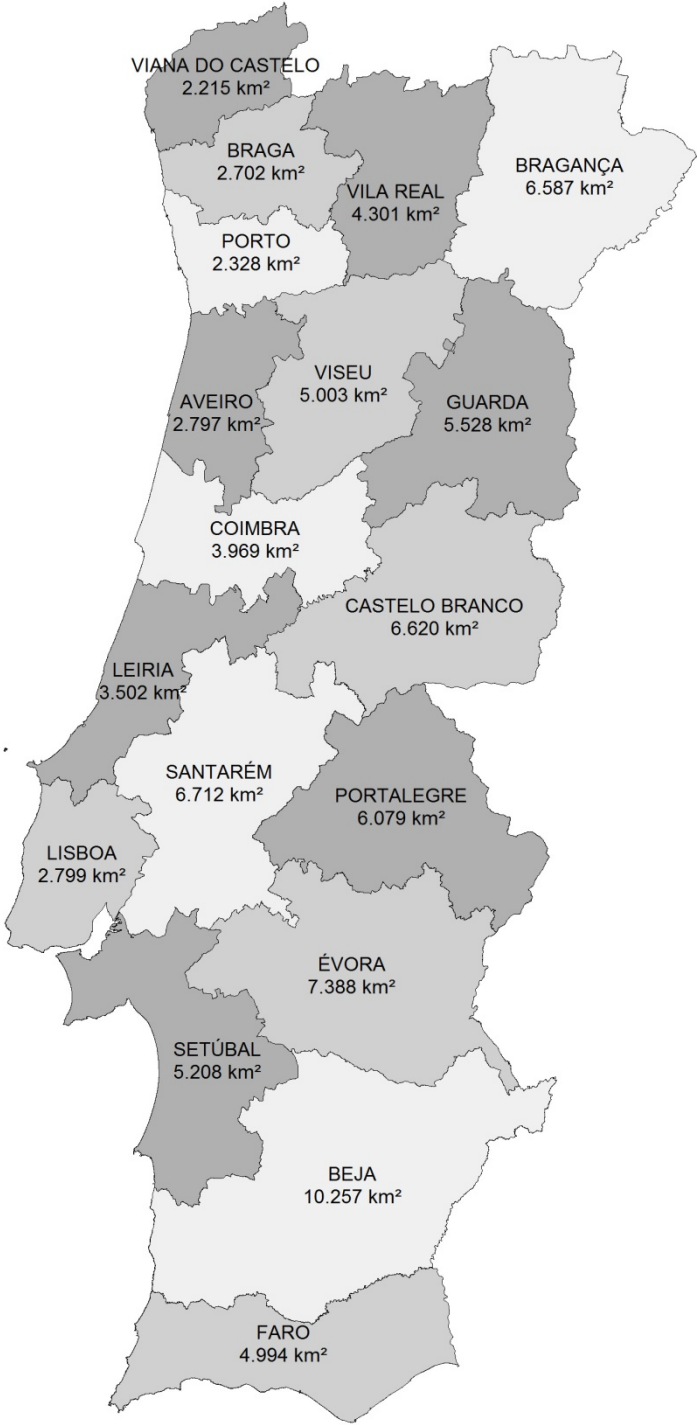 VIANA DO CASTELO
2.215 km²
BRAGA
2.702 km²
VILA REAL
4.301 km²
BRAGANÇA
6.587 km²
PORTO
2.328 km²
AVEIRO
2.797 km²
VISEU
5.003 km²
GUARDA
5.528 km²
COIMBRA
3.969 km²
CASTELO BRANCO
6.620 km²
LEIRIA
3.502 km²
SANTARÉM
6.712 km²
PORTALEGRE
6.079 km²
LISBOA
2.799 km²
ÉVORA
7.388 km²
SETÚBAL
5.208 km²
BEJA
10.257 km²
FARO
4.994 km²